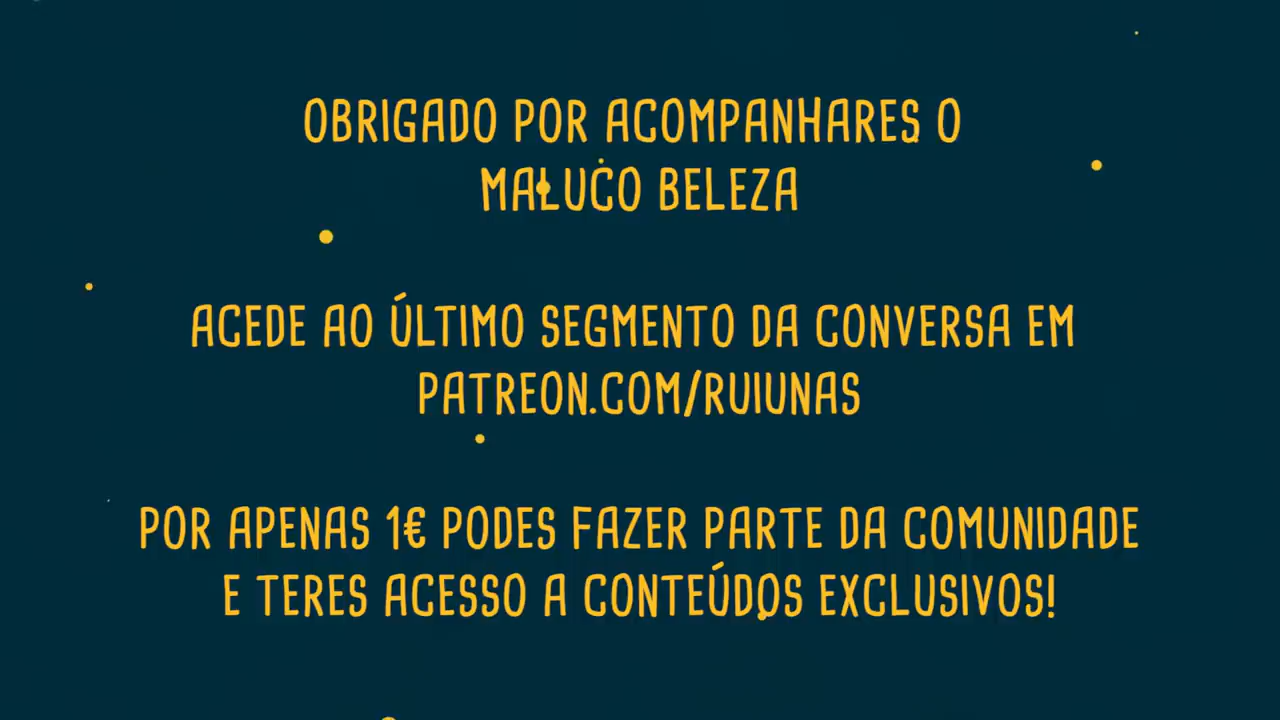 OBRIGADO POR ACOMPANHARES O
MALUCO BELEZA
ACEDE AO ÚLTIMO SEGMENTO DA CONVERSA EM
PATREON.COM/RUIUNAS
POR APENAS 1€ PODES FAZER PARTE DA COMUNIDADE
E TERES ACESSO A CONTEÚDOS EXCLUSIVOS!